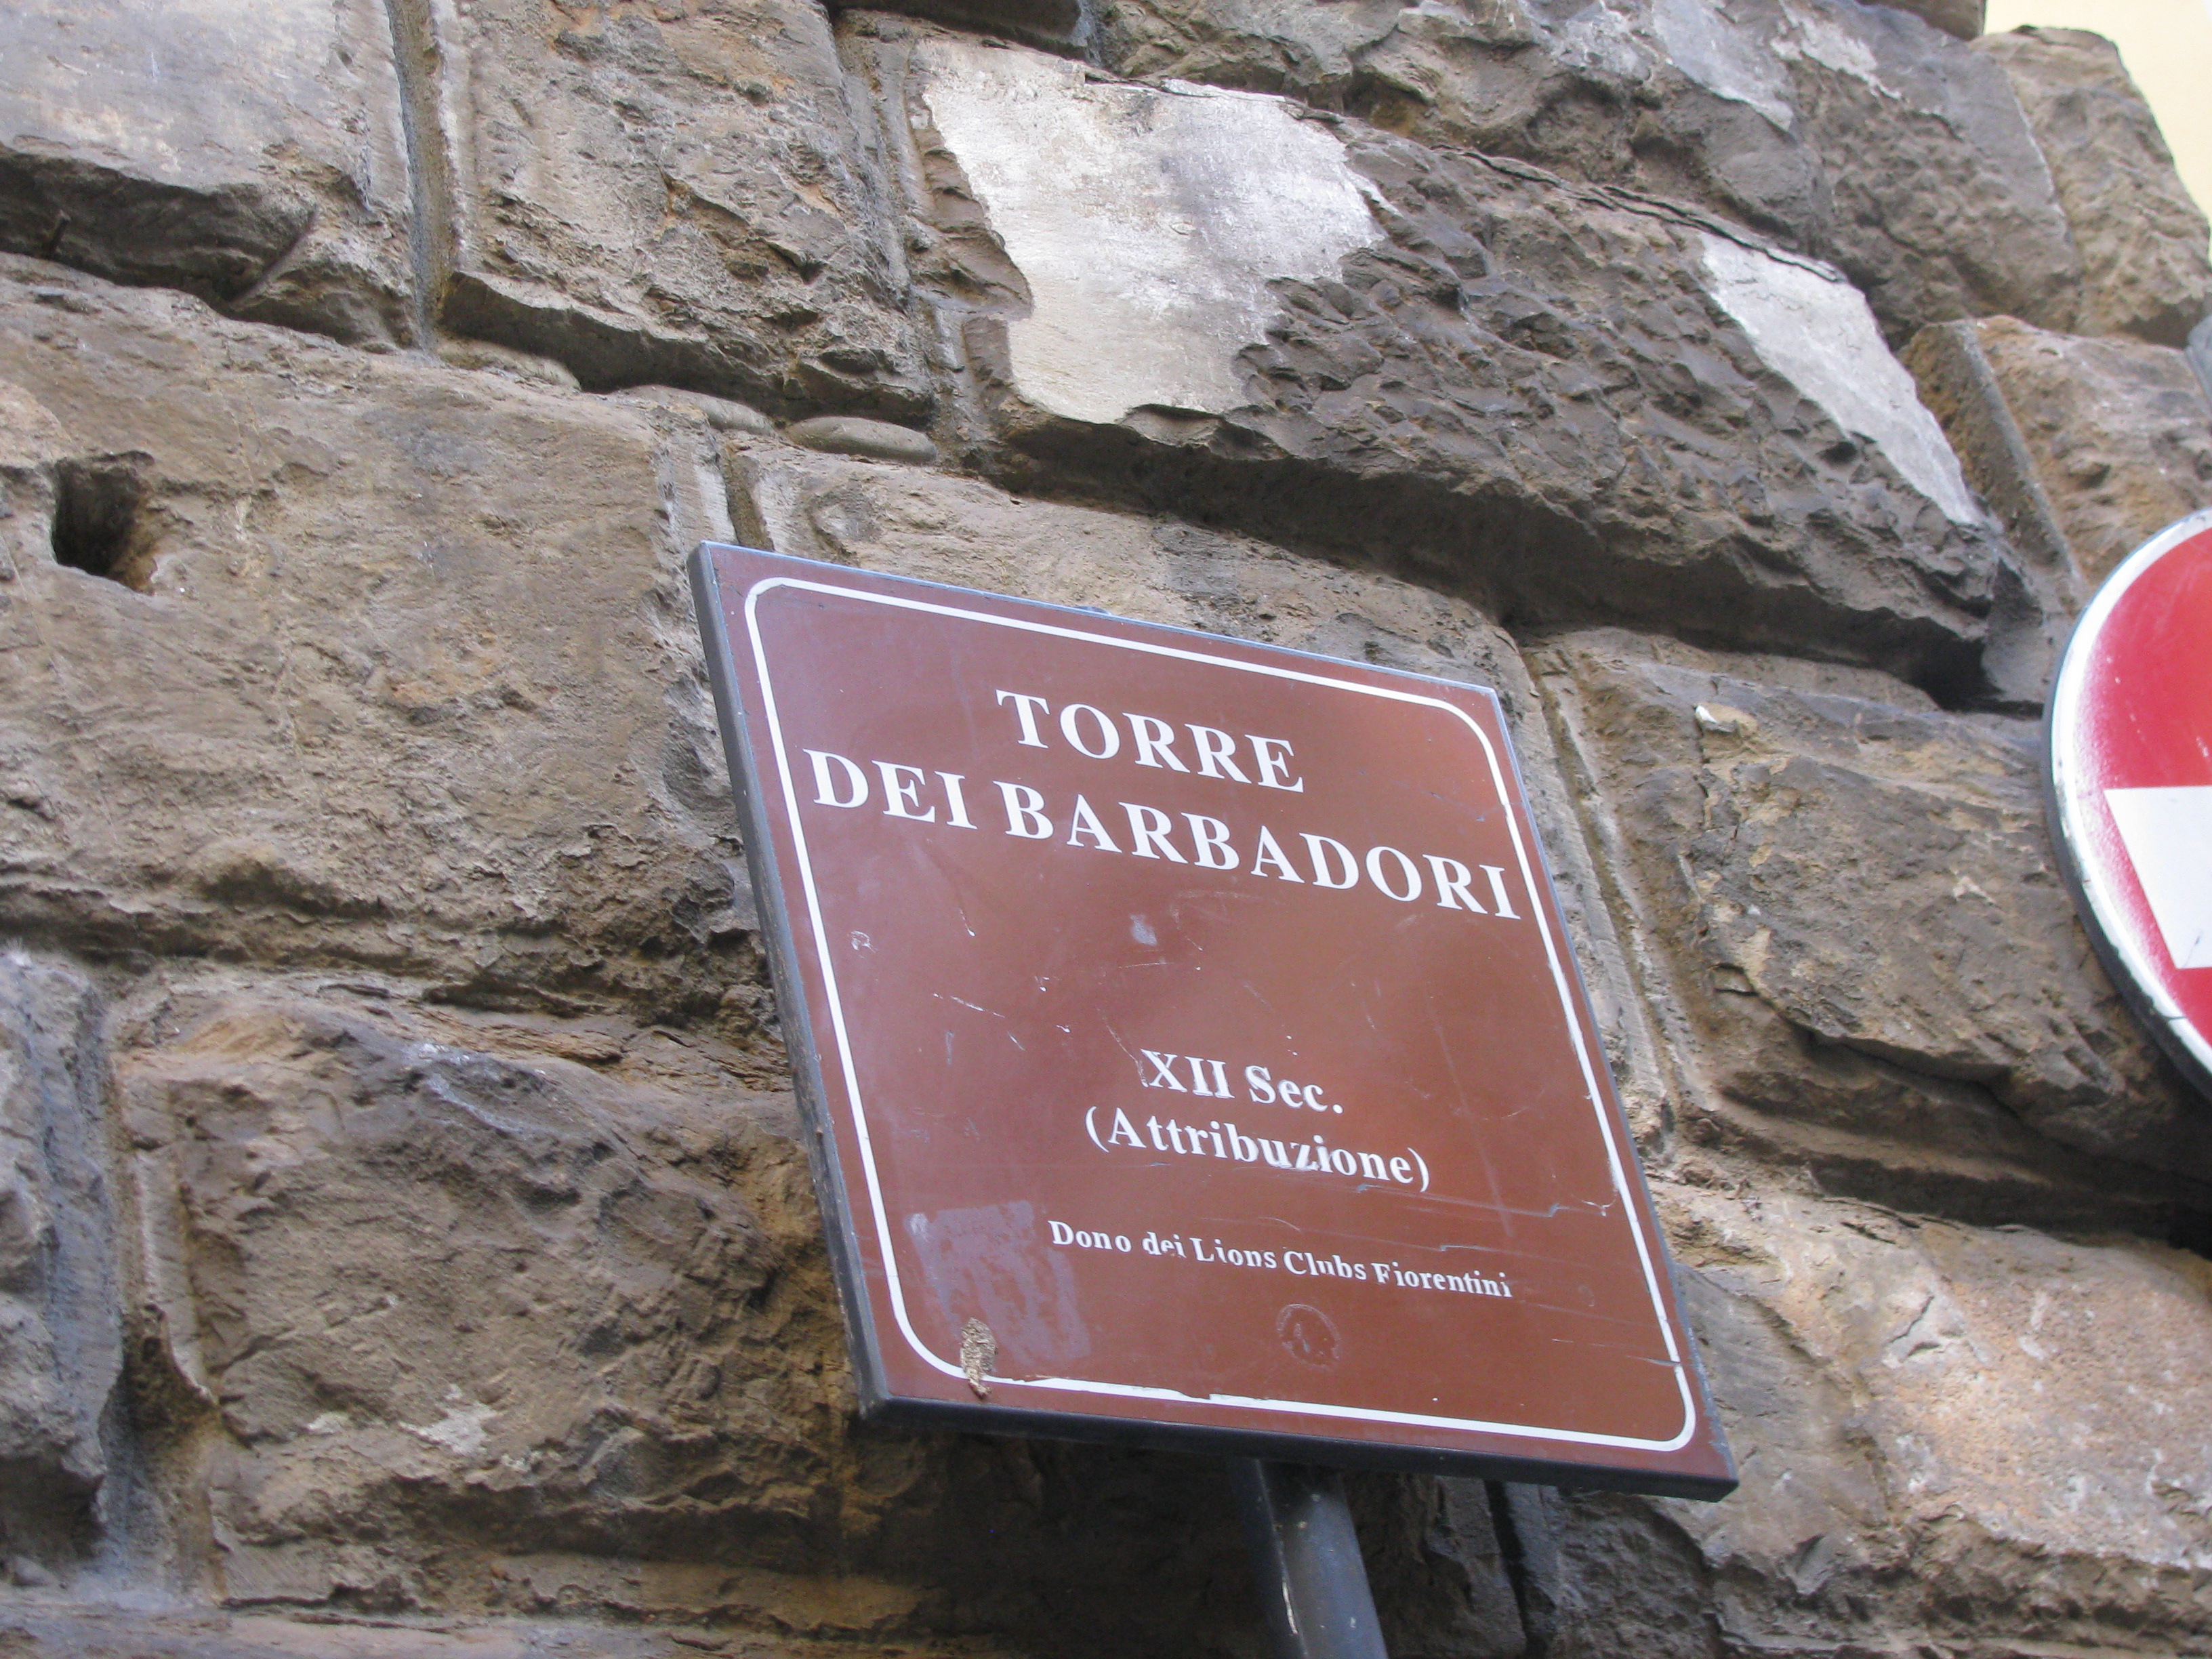 TORRE
DEI BARBADORI
XII Sec.
(Attribuzione)
Dono dei Lions Clubs Fiorentini